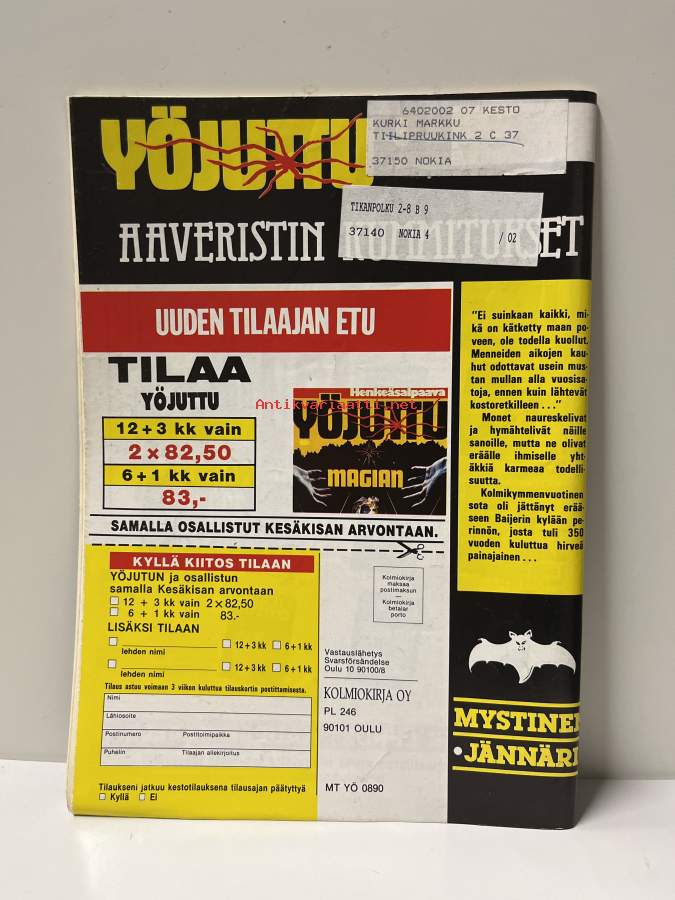 YÖJUTTU
6402002 07 KESTO
KURKI MARKKU
TIILIPRUUKINK 2 C 37
37150 NOKIA
TIKANPOLKU 2-8 B 9
37140 NOKIA 4 / 02
AAVERISTIN
UUDEN TILAAJAN ETU
TILAA
YÖJUTTU
12 + 3 kk vain
2 x 82,50
6 + 1 kk vain
83,-
Henkeäsalpaava
YÖJUTTU
MAGIAN
Antikvariaatti.net
SAMALLA OSALLISTUT KESÄKISAN ARVONTAAN.
"Ei suinkaan kaikki, mi-
kä on kätketty maan po-
veen, ole todella kuollut.
Menneiden aikojen kau-
hut odottavat usein mus-
tan mullan alla vuosisa-
toja, ennen kuin lähtevät
kostoretkilleen . . ."
Monet naureskelivat
ja hymähtelivät näille
sanoille, mutta ne olivat
eräälle ihmiselle yht-
äkkiä karmeaa todelli-
suutta.
Kolmikymmenvuotinen
sota oli jättänyt erää-
seen Baijerin kylään pe-
rinnön, josta tuli 350
vuoden kuluttua hirveä
painajainen . . .
MYSTINEN
• JÄNNÄRI
KYLLÄ KIITOS TILAAN
YÖJUTUN ja osallistun
samalla Kesäkisan arvontaan
12 + 3 kk vain 2 x 82,50
6 + 1 kk vain 83.-
LISÄKSI TILAAN
12+3 kk 6+1 kk
lehden nimi
12+3 kk 6+1 kk
lehden nimi
Tilaus astuu voimaan 3 viikon kuluttua tilauskortin postittamisesta.
Nimi
Lähiosoite
Postinumero Postitoimipaikka
Puhelin Tilaajan allekirjoitus
Tilaukseni jatkuu kestotilauksena tilausajan päätyttyä
Kyllä Ei
Kolmiokirja
maksaa
postimaksun
—
Kolmiokirja
betalar
porto
Vastauslähetys
Svarsförsändelse
Oulu 10 90100/8
KOLMIOKIRJA OY
PL 246
90101 OULU
MT YÖ 0890